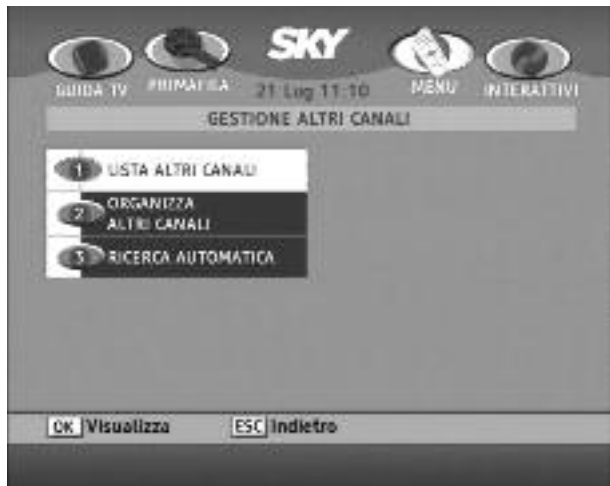 SKY
GUIDA TV PRIMAFILA 21 Lug 11:10 MENU INTERATTIVI
GESTIONE ALTRI CANALI
1 LISTA ALTRI CANALI
2 ORGANIZZA
ALTRI CANALI
3 RICERCA AUTOMATICA
OK Visualizza ESC Indietro